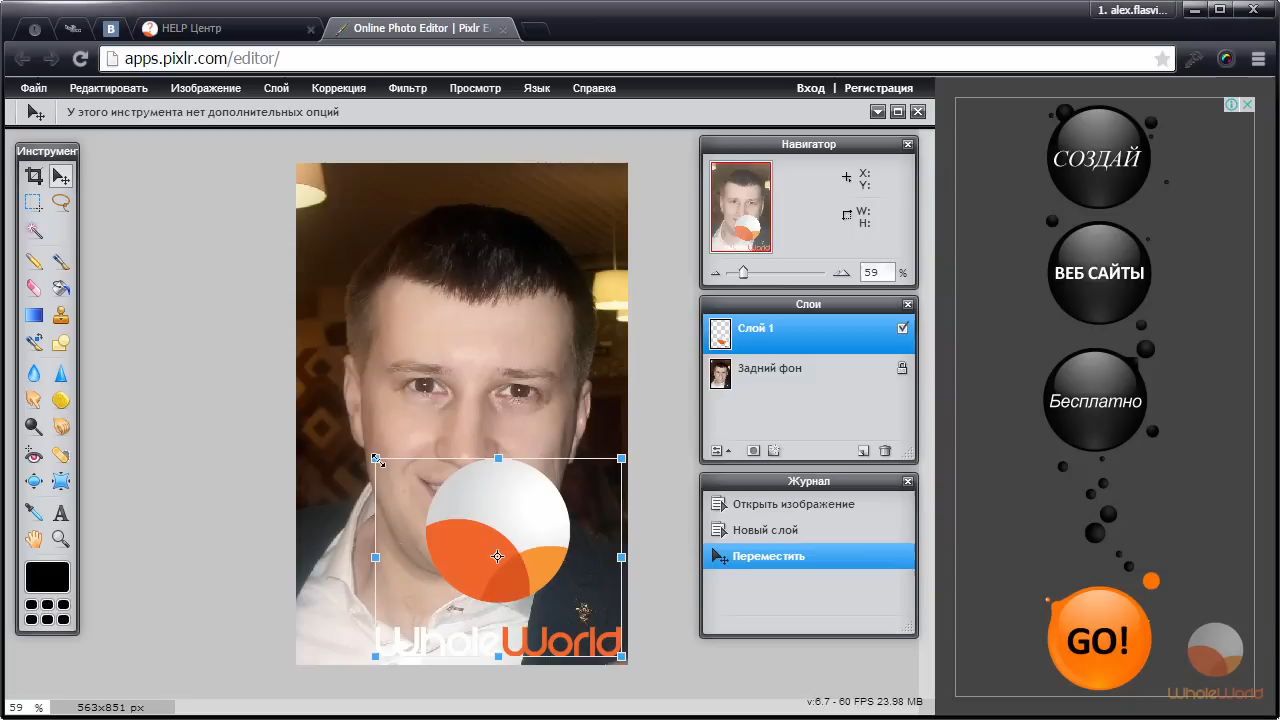 1. alex.flasvi...
B
HELP Центр
Online Photo Editor | Pixlr E
apps.pixlr.com/editor/
Файл Редактировать Изображение Слой Коррекция Фильтр Просмотр Язык Справка Вход | Регистрация
У этого инструмента нет дополнительных опций
Инструмент
A
Навигатор
X:
Y:
W:
H:
59 %
Слои
Слой 1
Задний фон
Журнал
Открыть изображение
Новый слой
Переместить
WholeWorld
59 % 563x851 px
v:6.7 - 60 FPS 23.98 MB
СОЗДАЙ
ВЕБ САЙТЫ
Бесплатно
GO!
WholeWorld